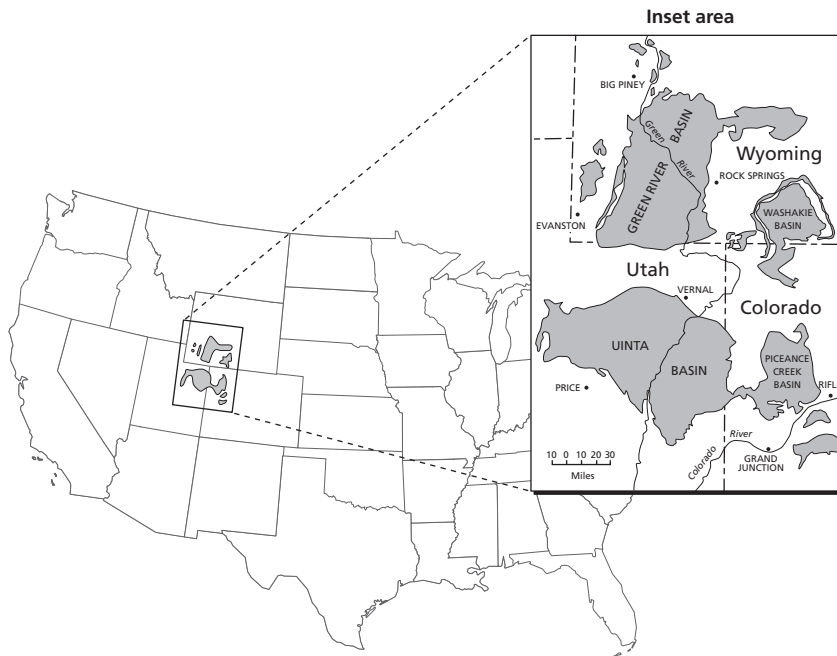 Inset area
BIG PINEY
Green
River
GREEN RIVER
BASIN
Wyoming
ROCK SPRINGS
EVANSTON
WASHAKIE
BASIN
Utah
VERNAL
Colorado
UINTA
BASIN
PICEANCE
CREEK
BASIN
PRICE
RIFL
River
Colorado
GRAND
JUNCTION
10 0 10 20 30
Miles